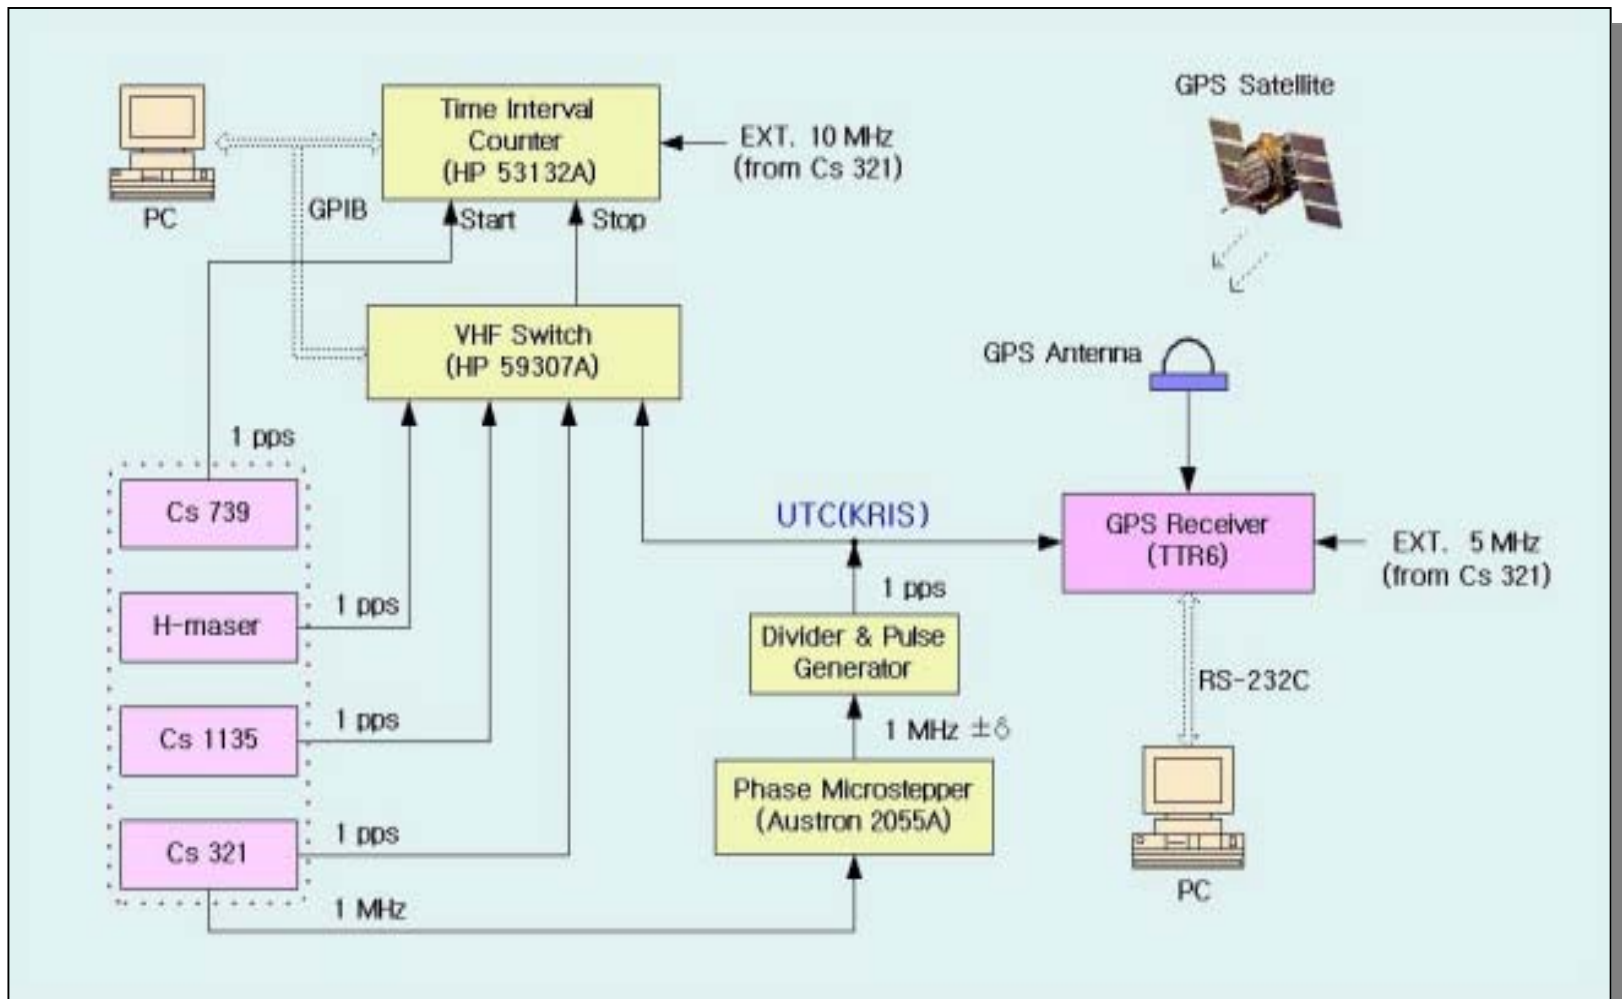 Time Interval
Counter
(HP 53132A)
EXT. 10 MHz
(from Cs 321)
GPS Satellite
PC
GPIB
Start
Stop
VHF Switch
(HP 59307A)
GPS Antenna
1 pps
Cs 739
UTC(KRIS)
GPS Receiver
(TTR6)
EXT. 5 MHz
(from Cs 321)
H-maser
1 pps
1 pps
Divider & Pulse
Generator
RS-232C
Cs 1135
1 pps
1 MHz ±δ
Phase Microstepper
(Austron 2055A)
Cs 321
1 pps
PC
1 MHz